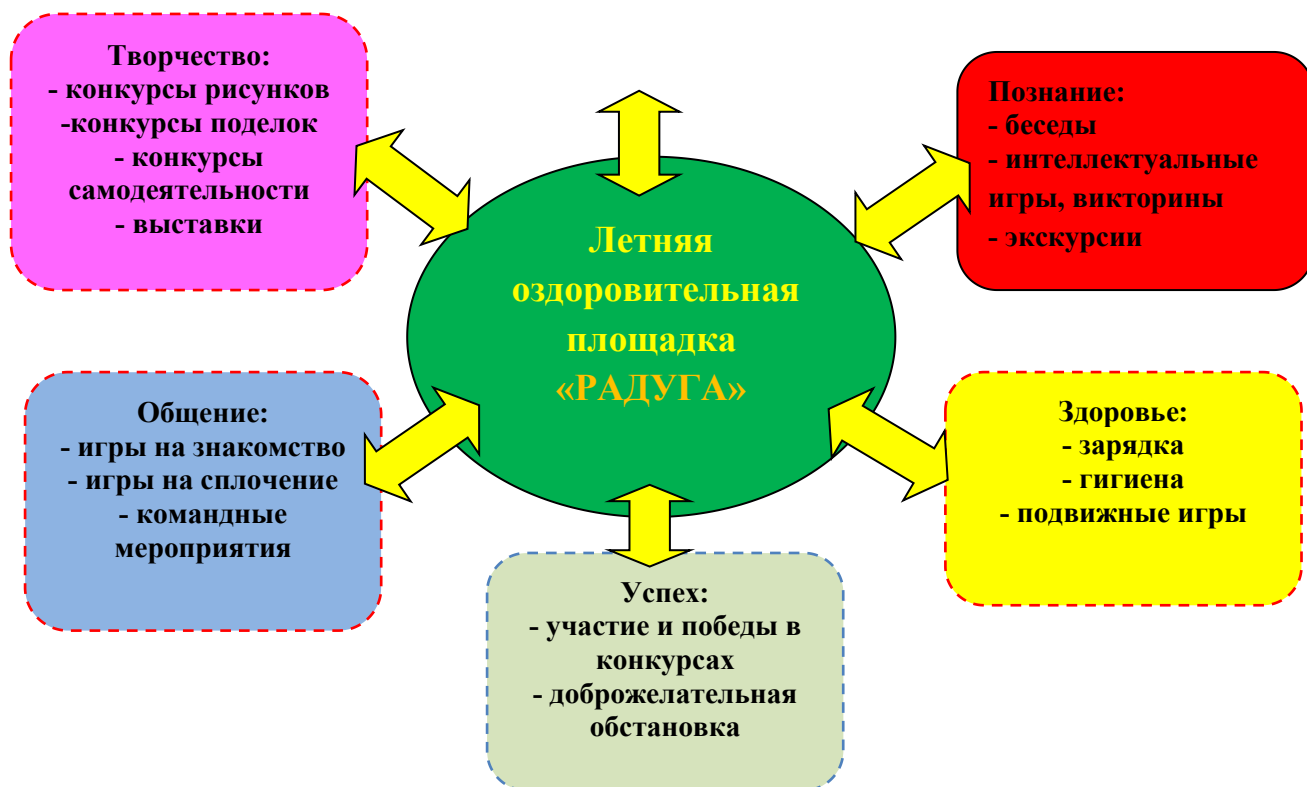 Творчество:
- конкурсы рисунков
-конкурсы поделок
- конкурсы
самодеятельности
- выставки
Познание:
- беседы
- интеллектуальные
игры, викторины
- экскурсии
Летняя
оздоровительная
площадка
«РАДУГА»
Общение:
- игры на знакомство
- игры на сплочение
- командные
мероприятия
Здоровье:
- зарядка
- гигиена
- подвижные игры
Успех:
- участие и победы в
конкурсах
- доброжелательная
обстановка